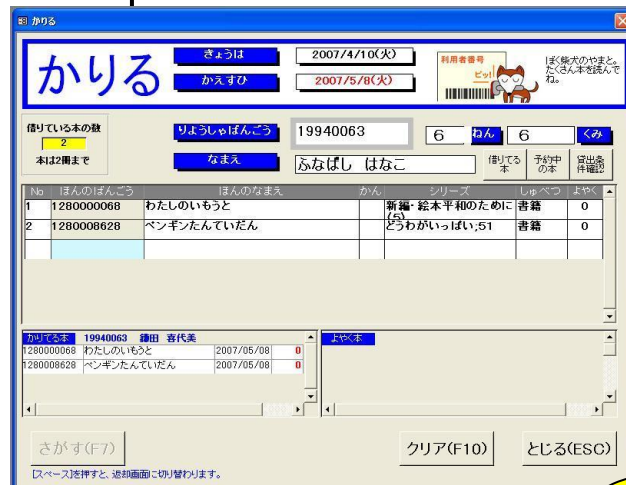 かりる
かりる
きょうは 2007/4/10(火)
かえすひ 2007/5/8(火)
利用者番号
ピッ!
ぼく柴犬のやまと。
たくさん本を読んで
ね。
借りている本の数
2
本は2冊まで
りようしゃばんごう 19940063 6 ねん 6 くみ
なまえ ふなばし はなこ
借りてる
本
予約中
の本
貸出条
件確認
No ほんのばんごう ほんのなまえ かん シリーズ しゅべつ よやく
1 1280000068 わたしのいもうと 新編・絵本平和のために(5) 書籍 0
2 1280008628 ペンギンたんていだん どうわがいっぱい;51 書籍 0
かりてる本 19940063 鎌田 喜代美
1280000068 わたしのいもうと 2007/05/08 0
1280008628 ペンギンたんていだん 2007/05/08 0
よやく本
さがす(F7) クリア(F10) とじる(ESC)
[スペース]を押すと、返却画面に切り替わります。